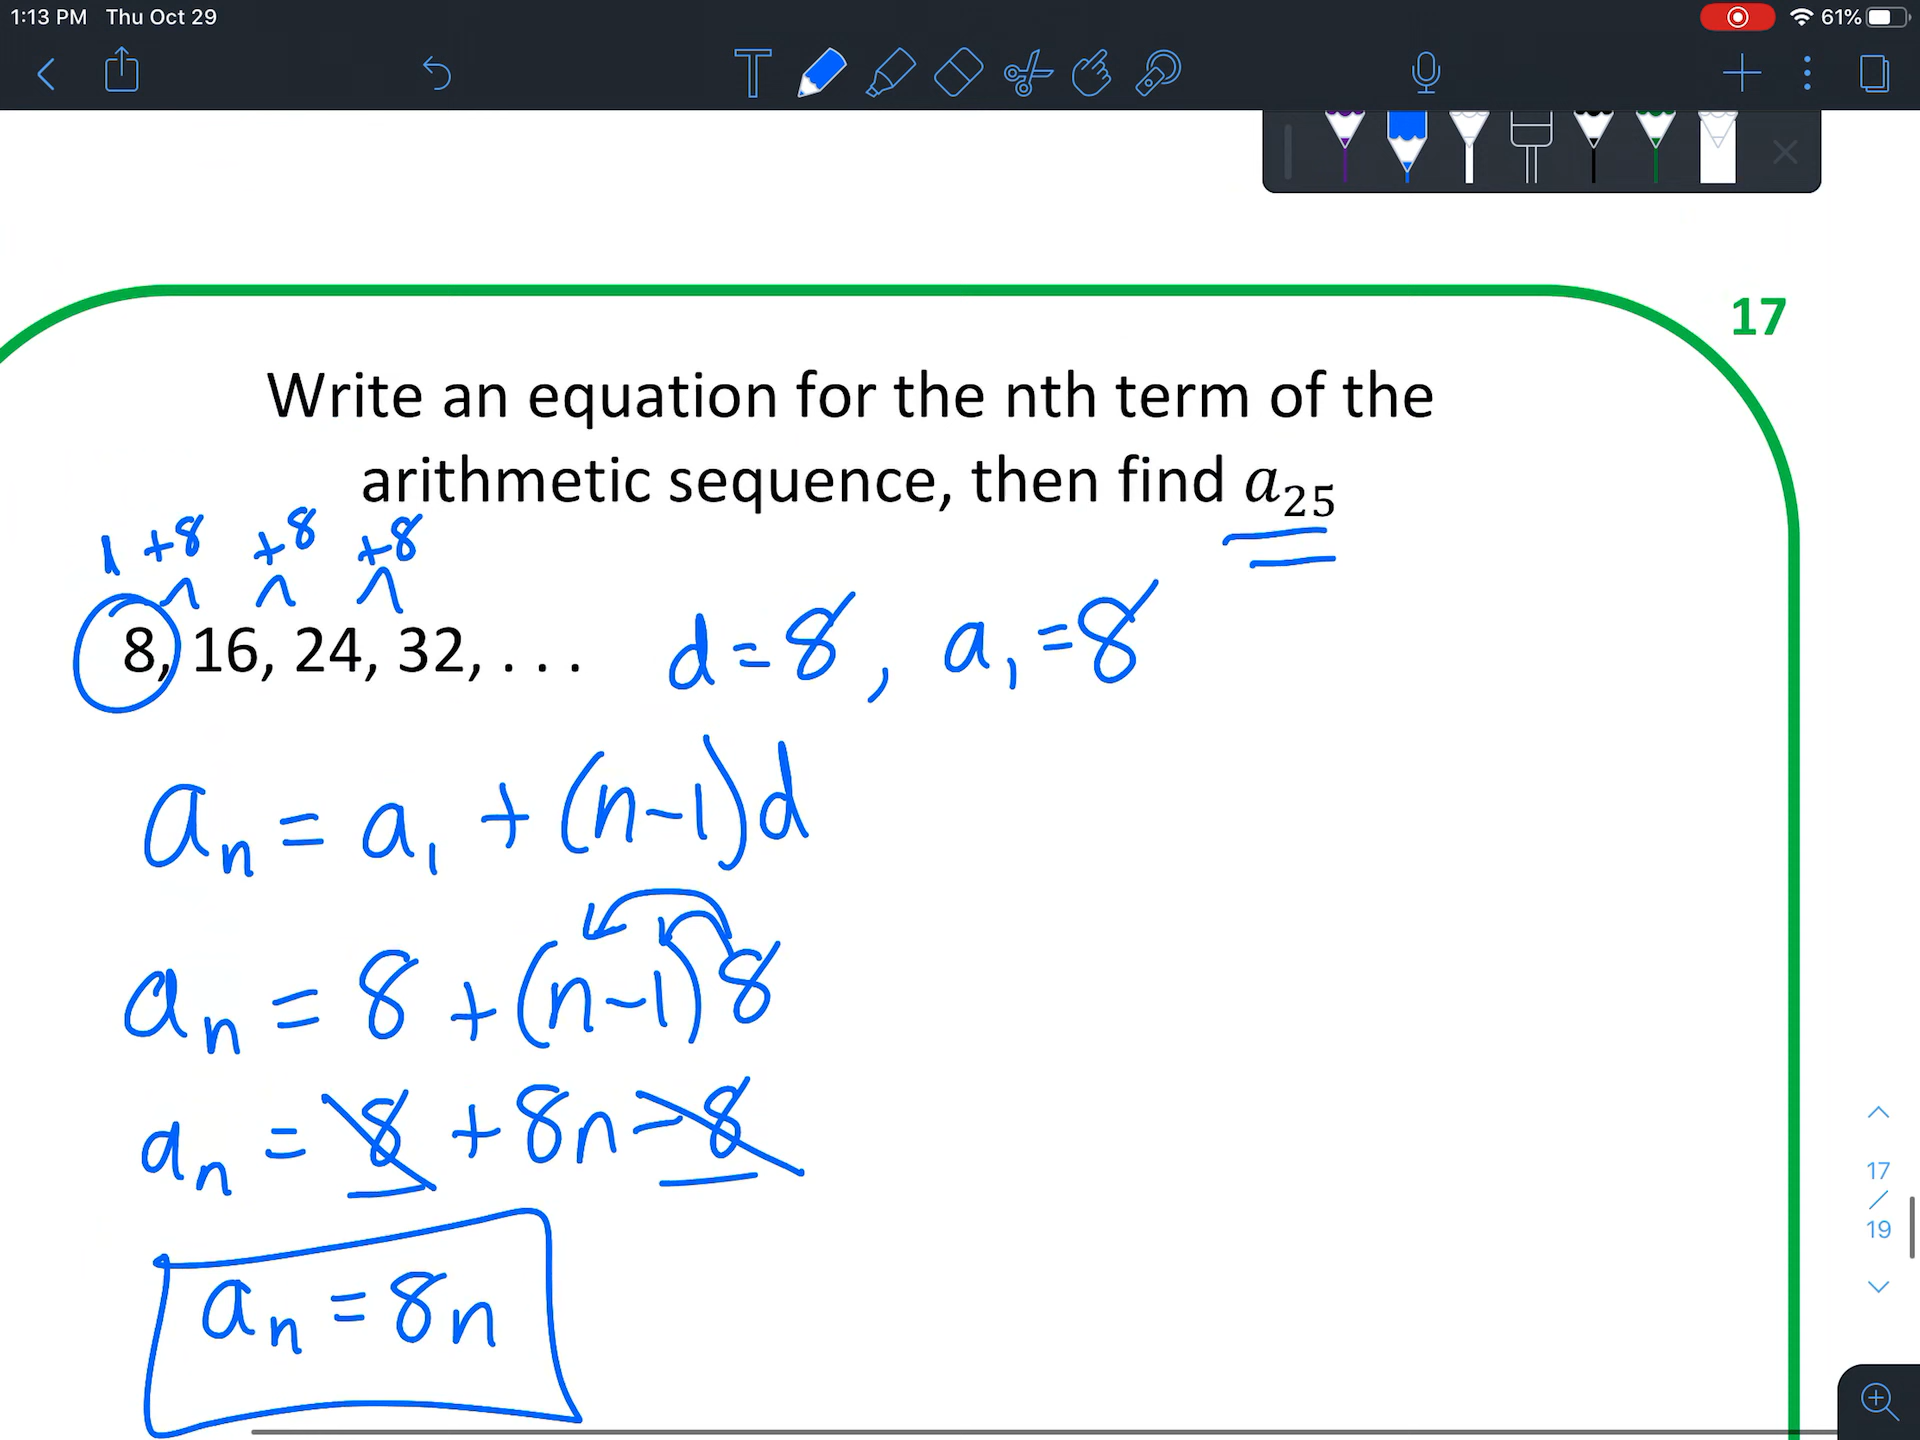 1:13 PM Thu Oct 29
61%
T
17
Write an equation for the nth term of the
arithmetic sequence, then find a₂₅
1 +8 +8 +8
8, 16, 24, 32, . . . d = 8, a₁ = 8
aₙ = a₁ + (n-1)d
aₙ = 8 + (n-1)8
aₙ = 8 + 8n - 8
aₙ = 8n
17
/
19